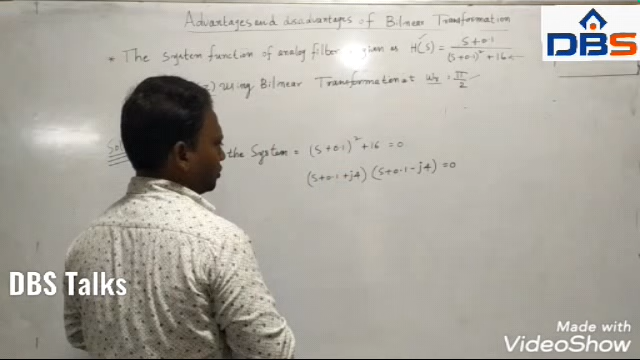 Advantages and disadvantages of Bilinear Transformation
DBS
* The system function of analog filter given as H(s) = s+0.1 / (s+0.1)² + 16
using Bilinear Transformation at ωr = π/2
the system = (s+0.1)² + 16 = 0
(s+0.1+j4) (s+0.1-j4) = 0
DBS Talks
Made with
VideoShow